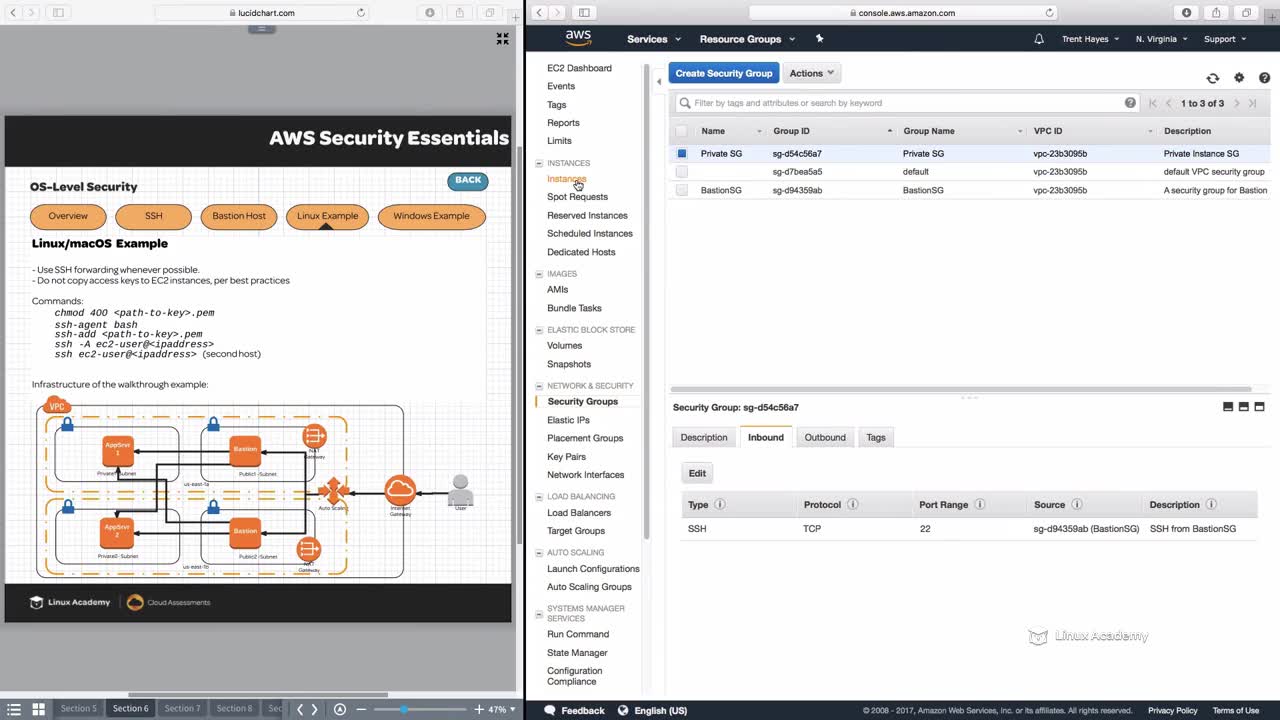 lucidchart.com
AWS Security Essentials
OS-Level Security
BACK
Overview
SSH
Bastion Host
Linux Example
Windows Example
Linux/macOS Example
- Use SSH forwarding whenever possible.
- Do not copy access keys to EC2 instances, per best practices
Commands:
chmod 400 <path-to-key>.pem
ssh-agent bash
ssh-add <path-to-key>.pem
ssh -A ec2-user@<ipaddress>
ssh ec2-user@<ipaddress> (second host)
Infrastructure of the walkthrough example:
VPC
AppSrvr
1
Bastion
NAT
Gateway
Private1-Subnet
Public1-Subnet
us-east-1a
Auto Scaling
Internet
Gateway
User
AppSrvr
2
Bastion
Private2-Subnet
Public2-Subnet
NAT
Gateway
us-east-1b
Linux Academy
Cloud Assessments
Section 5
Section 6
Section 7
Section 8
47%
console.aws.amazon.com
aws
Services
Resource Groups
Trent Hayes
N. Virginia
Support
EC2 Dashboard
Events
Tags
Reports
Limits
INSTANCES
Instances
Spot Requests
Reserved Instances
Scheduled Instances
Dedicated Hosts
IMAGES
AMIs
Bundle Tasks
ELASTIC BLOCK STORE
Volumes
Snapshots
NETWORK & SECURITY
Security Groups
Elastic IPs
Placement Groups
Key Pairs
Network Interfaces
LOAD BALANCING
Load Balancers
Target Groups
AUTO SCALING
Launch Configurations
Auto Scaling Groups
SYSTEMS MANAGER
SERVICES
Run Command
State Manager
Configuration
Compliance
Create Security Group
Actions
Filter by tags and attributes or search by keyword
1 to 3 of 3
Name Group ID Group Name VPC ID Description
Private SG sg-d54c56a7 Private SG vpc-23b3095b Private Instance SG
sg-d7bea5a5 default vpc-23b3095b default VPC security group
BastionSG sg-d94359ab BastionSG vpc-23b3095b A security group for Bastion
Security Group: sg-d54c56a7
Description
Inbound
Outbound
Tags
Edit
Type Protocol Port Range Source Description
SSH TCP 22 sg-d94359ab (BastionSG) SSH from BastionSG
Linux Academy
Feedback
English (US)
© 2008 - 2017, Amazon Web Services, Inc. or its affiliates. All rights reserved.
Privacy Policy
Terms of Use